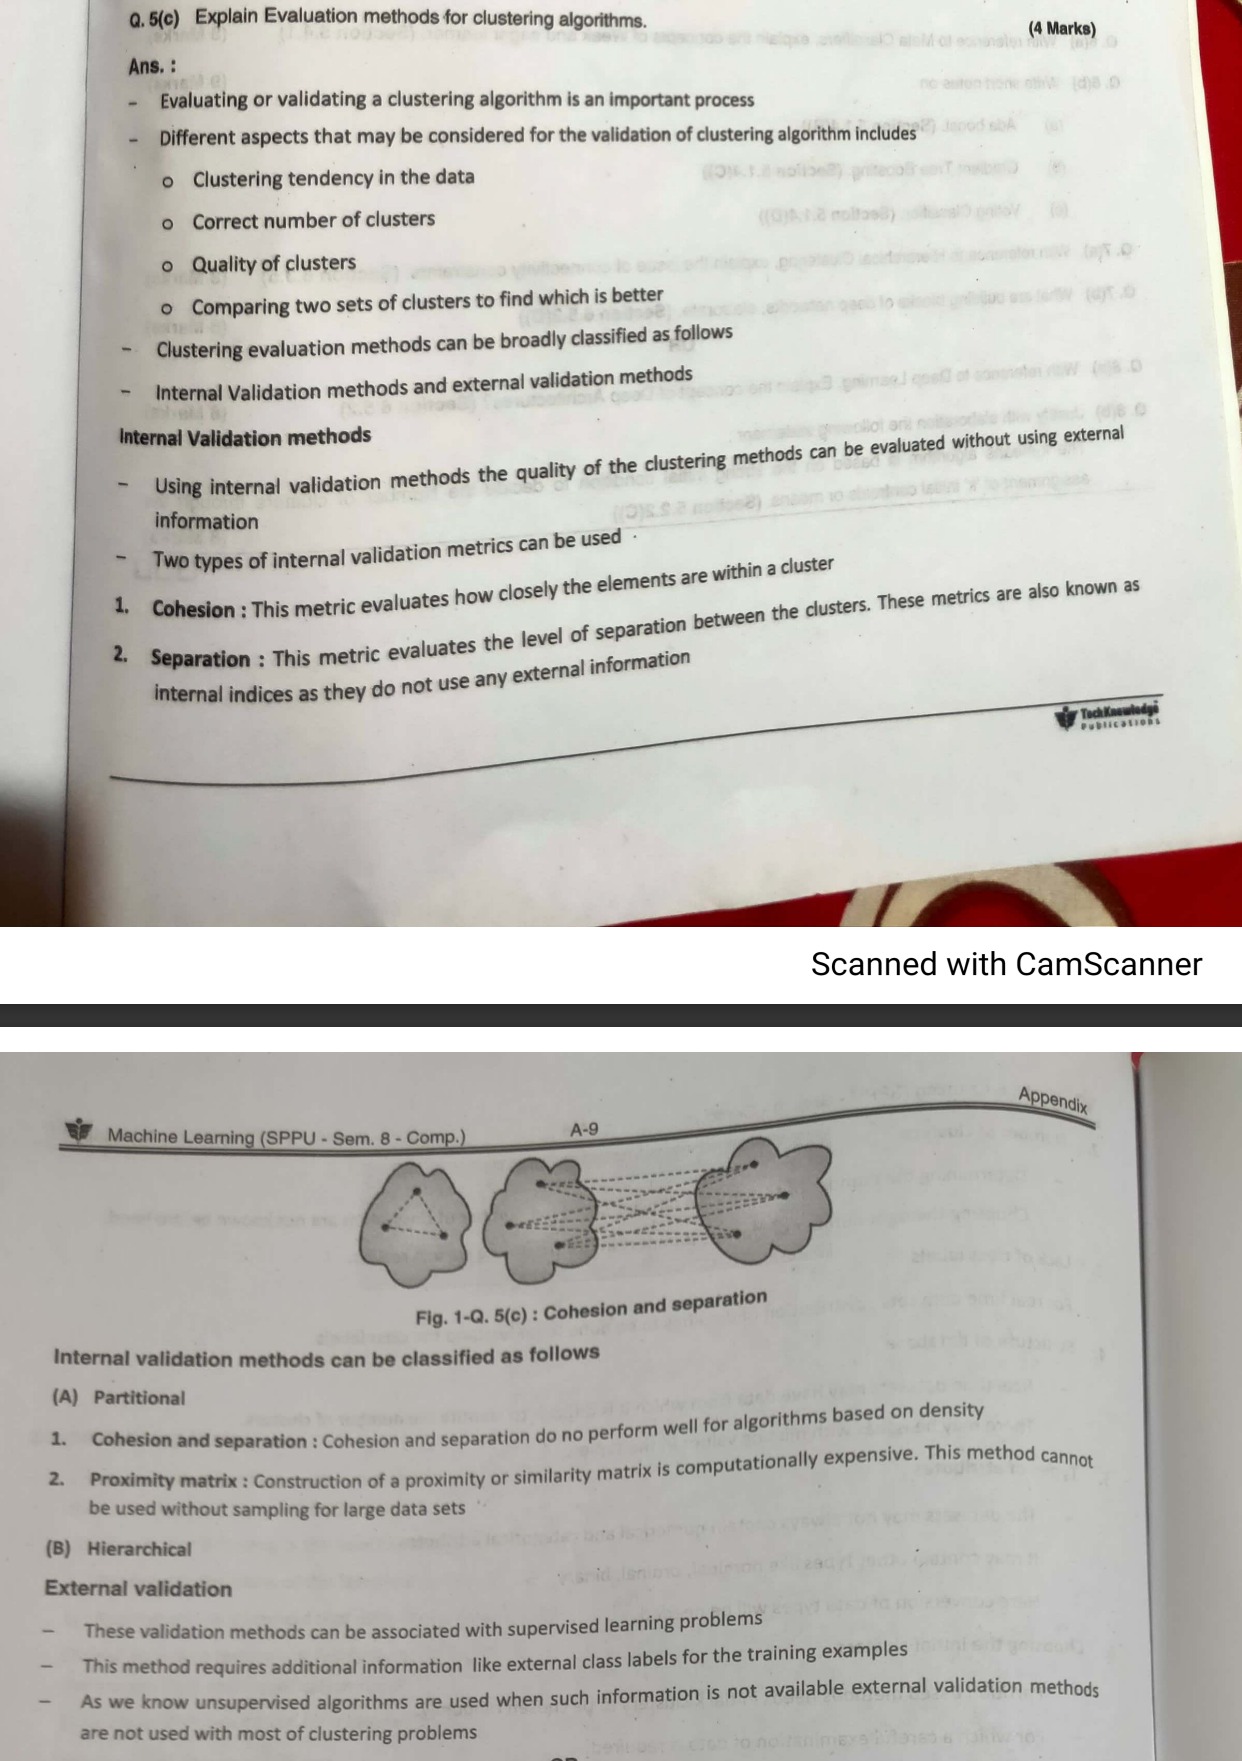 Q. 5(c) Explain Evaluation methods for clustering algorithms.
(4 Marks)
Ans. :
- Evaluating or validating a clustering algorithm is an important process
- Different aspects that may be considered for the validation of clustering algorithm includes
o Clustering tendency in the data
o Correct number of clusters
o Quality of clusters
o Comparing two sets of clusters to find which is better
- Clustering evaluation methods can be broadly classified as follows
- Internal Validation methods and external validation methods
Internal Validation methods
- Using internal validation methods the quality of the clustering methods can be evaluated without using external
information
- Two types of internal validation metrics can be used
1. Cohesion : This metric evaluates how closely the elements are within a cluster
2. Separation : This metric evaluates the level of separation between the clusters. These metrics are also known as
internal indices as they do not use any external information
TechKnowledge
Publications
Scanned with CamScanner
Appendix
Machine Learning (SPPU - Sem. 8 - Comp.)
A-9
Fig. 1-Q. 5(c) : Cohesion and separation
Internal validation methods can be classified as follows
(A) Partitional
1. Cohesion and separation : Cohesion and separation do no perform well for algorithms based on density
2. Proximity matrix : Construction of a proximity or similarity matrix is computationally expensive. This method cannot
be used without sampling for large data sets
(B) Hierarchical
External validation
- These validation methods can be associated with supervised learning problems
- This method requires additional information like external class labels for the training examples
- As we know unsupervised algorithms are used when such information is not available external validation methods
are not used with most of clustering problems